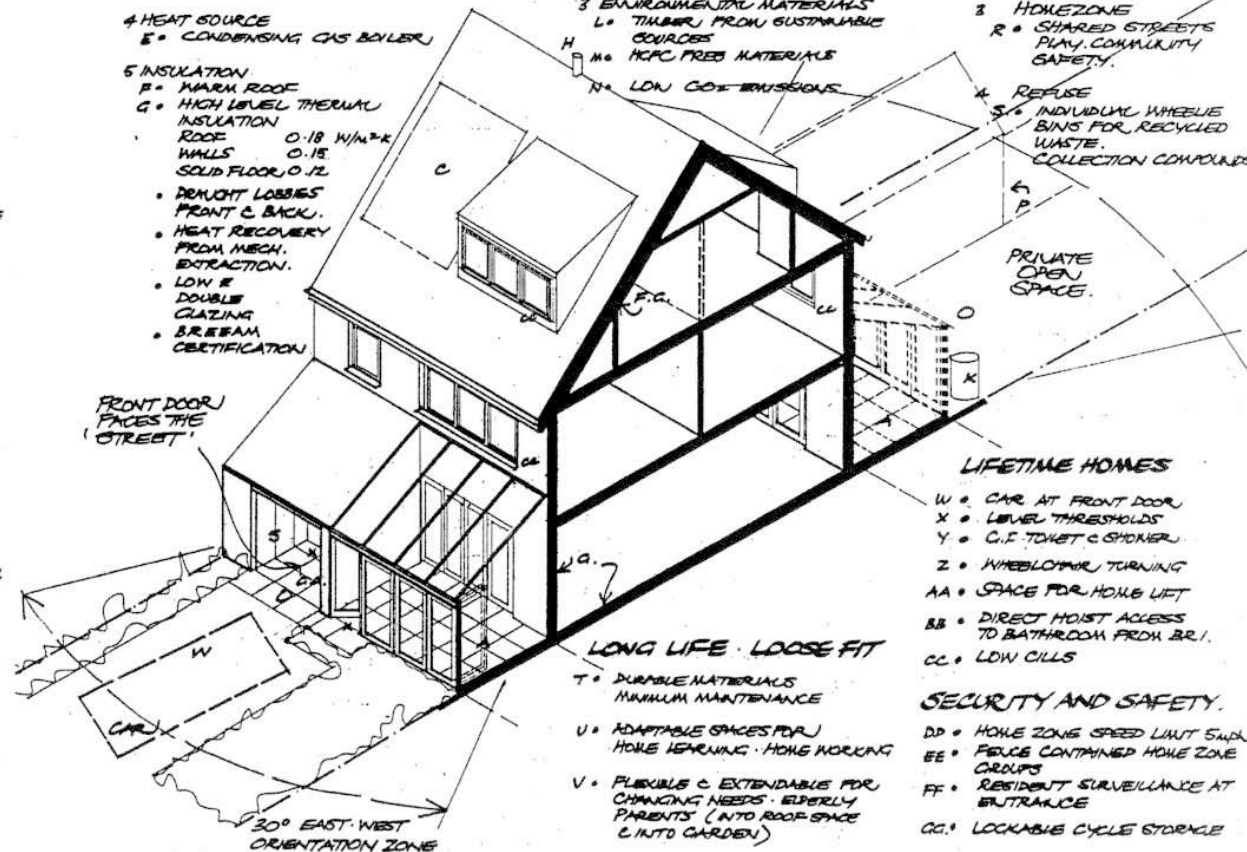 4 HEAT SOURCE
E • CONDENSING GAS BOILER
5 INSULATION
F • WARM ROOF
G • HIGH LEVEL THERMAL
INSULATION
ROOF 0.18 W/M²K
WALLS 0.15
SOLID FLOOR 0.12
• DRAUGHT LOBBIES
FRONT & BACK.
• HEAT RECOVERY
FROM MECH.
EXTRACTION.
• LOW E
DOUBLE
GLAZING
• BREEAM
CERTIFICATION
FRONT DOOR
FACES THE
'STREET'
3 ENVIRONMENTAL MATERIALS
L • TIMBER FROM SUSTAINABLE
SOURCES
M • HCFC FREE MATERIALS
N • LOW CO2 EMISSIONS
3 HOMEZONE
R • SHARED STREETS
PLAY. COMMUNITY
SAFETY.
4 REFUSE
S • INDIVIDUAL WHEELIE
BINS FOR RECYCLED
WASTE.
COLLECTION COMPOUNDS
H
C
CC
F.G.
CC
P
PRIVATE
OPEN
SPACE.
O
K
A
CC
S
X
G.G.
X
A
G.
W
CAR
30° EAST-WEST
ORIENTATION ZONE
LONG LIFE · LOOSE FIT
T • DURABLE MATERIALS
MINIMUM MAINTENANCE
U • ADAPTABLE SPACES FOR
HOME LEARNING · HOME WORKING
V • FLEXIBLE & EXTENDABLE FOR
CHANGING NEEDS · ELDERLY
PARENTS (INTO ROOF SPACE
& INTO GARDEN)
LIFETIME HOMES
W • CAR AT FRONT DOOR
X • LEVEL THRESHOLDS
Y • G.F TOILET & SHOWER
Z • WHEELCHAIR TURNING
AA • SPACE FOR HOME LIFT
BB • DIRECT HOIST ACCESS
TO BATHROOM FROM BR1.
CC • LOW CILLS
SECURITY AND SAFETY.
DD • HOME ZONE SPEED LIMIT 5mph
EE • FENCE CONTAINED HOME ZONE
GROUPS
FF • RESIDENT SURVEILLANCE AT
ENTRANCE
GG • LOCKABLE CYCLE STORAGE